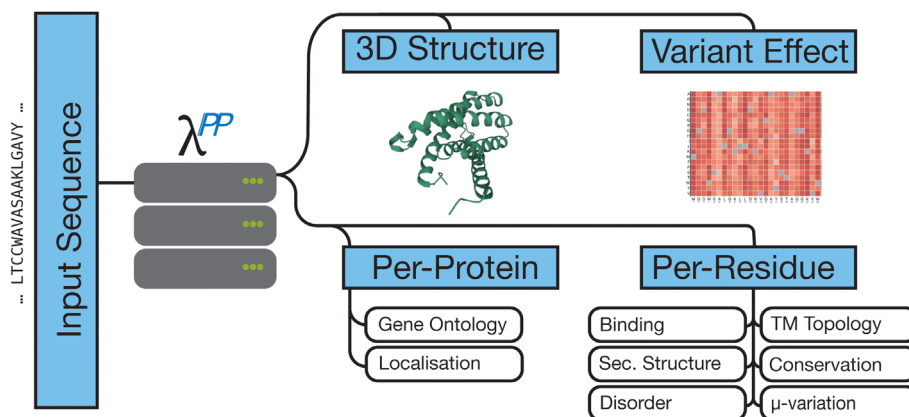 ... LTCCWAVASAAKLGAVY ...
Input Sequence
λPP
3D Structure
Variant Effect
Per-Protein
Gene Ontology
Localisation
Per-Residue
Binding
TM Topology
Sec. Structure
Conservation
Disorder
μ-variation